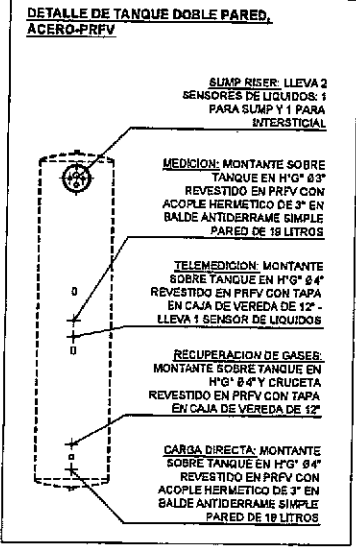 DETALLE DE TANQUE DOBLE PARED,
ACERO-PRFV
SUMP RISER: LLEVA 2
SENSORES DE LIQUIDOS: 1
PARA SUMP Y 1 PARA
INTERSTICIAL
MEDICION: MONTANTE SOBRE
TANQUE EN HºGº Ø3"
REVESTIDO EN PRFV CON
ACOPLE HERMETICO DE 3" EN
BALDE ANTIDERRAME SIMPLE
PARED DE 19 LITROS
TELEMEDICION: MONTANTE
SOBRE TANQUE EN HºGº Ø4"
REVESTIDO EN PRFV CON TAPA
EN CAJA DE VEREDA DE 12" -
LLEVA 1 SENSOR DE LIQUIDOS
RECUPERACION DE GASES:
MONTANTE SOBRE TANQUE EN
HºGº Ø4" Y CRUCETA
REVESTIDO EN PRFV CON TAPA
EN CAJA DE VEREDA DE 12"
CARGA DIRECTA: MONTANTE
SOBRE TANQUE EN HºGº Ø4"
REVESTIDO EN PRFV CON
ACOPLE HERMETICO DE 3" EN
BALDE ANTIDERRAME SIMPLE
PARED DE 19 LITROS